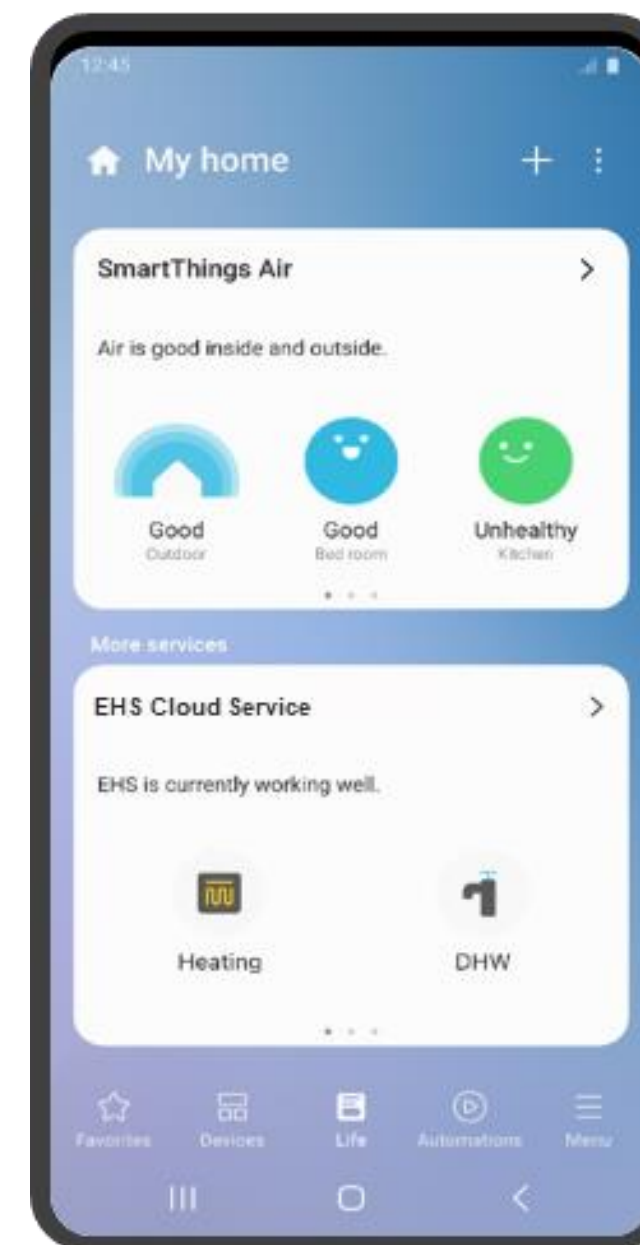 12:45
My home
SmartThings Air
Air is good inside and outside.
Good Good Unhealthy
Outdoor Bed room Kitchen
More services
EHS Cloud Service
EHS is currently working well.
Heating DHW
Favorites Devices Life Automations Menu